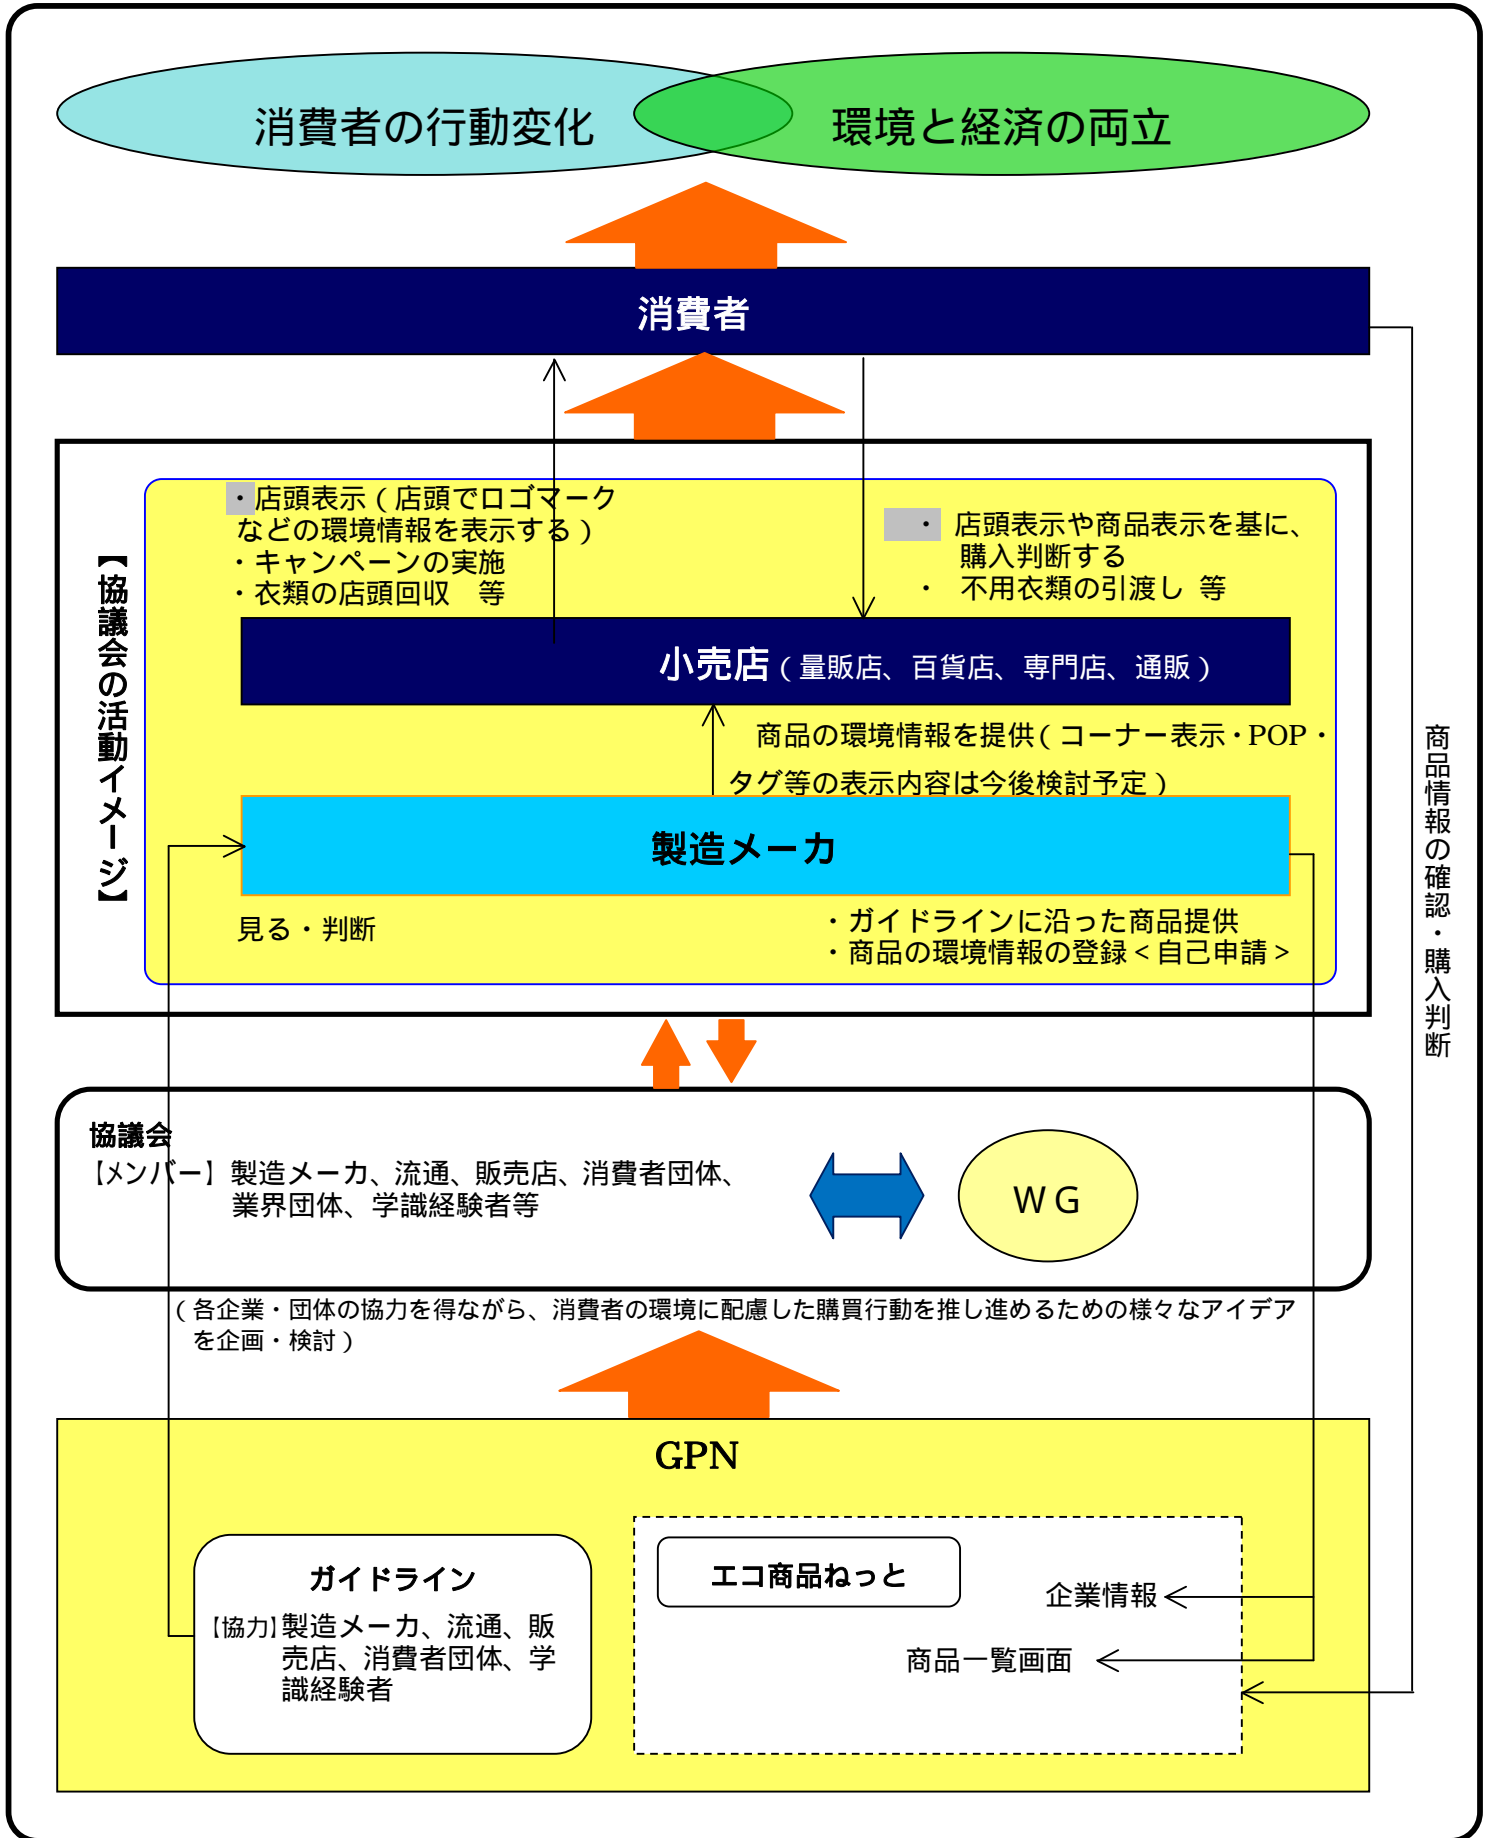 消費者の行動変化
環境と経済の両立
消費者
【協議会の活動イメージ】
・店頭表示（店頭でロゴマーク
などの環境情報を表示する）
・キャンペーンの実施
・衣類の店頭回収　等
・ 店頭表示や商品表示を基に、
購入判断する
・ 不用衣類の引渡し 等
小売店（量販店、百貨店、専門店、通販）
商品の環境情報を提供（コーナー表示・POP・
タグ等の表示内容は今後検討予定）
製造メーカ
見る・判断
・ガイドラインに沿った商品提供
・商品の環境情報の登録＜自己申請＞
商品情報の確認・購入判断
協議会
【メンバー】製造メーカ、流通、販売店、消費者団体、
業界団体、学識経験者等
ＷＧ
（各企業・団体の協力を得ながら、消費者の環境に配慮した購買行動を推し進めるための様々なアイデア
を企画・検討）
GPN
ガイドライン
【協力】製造メーカ、流通、販
売店、消費者団体、学
識経験者
エコ商品ねっと
企業情報
商品一覧画面